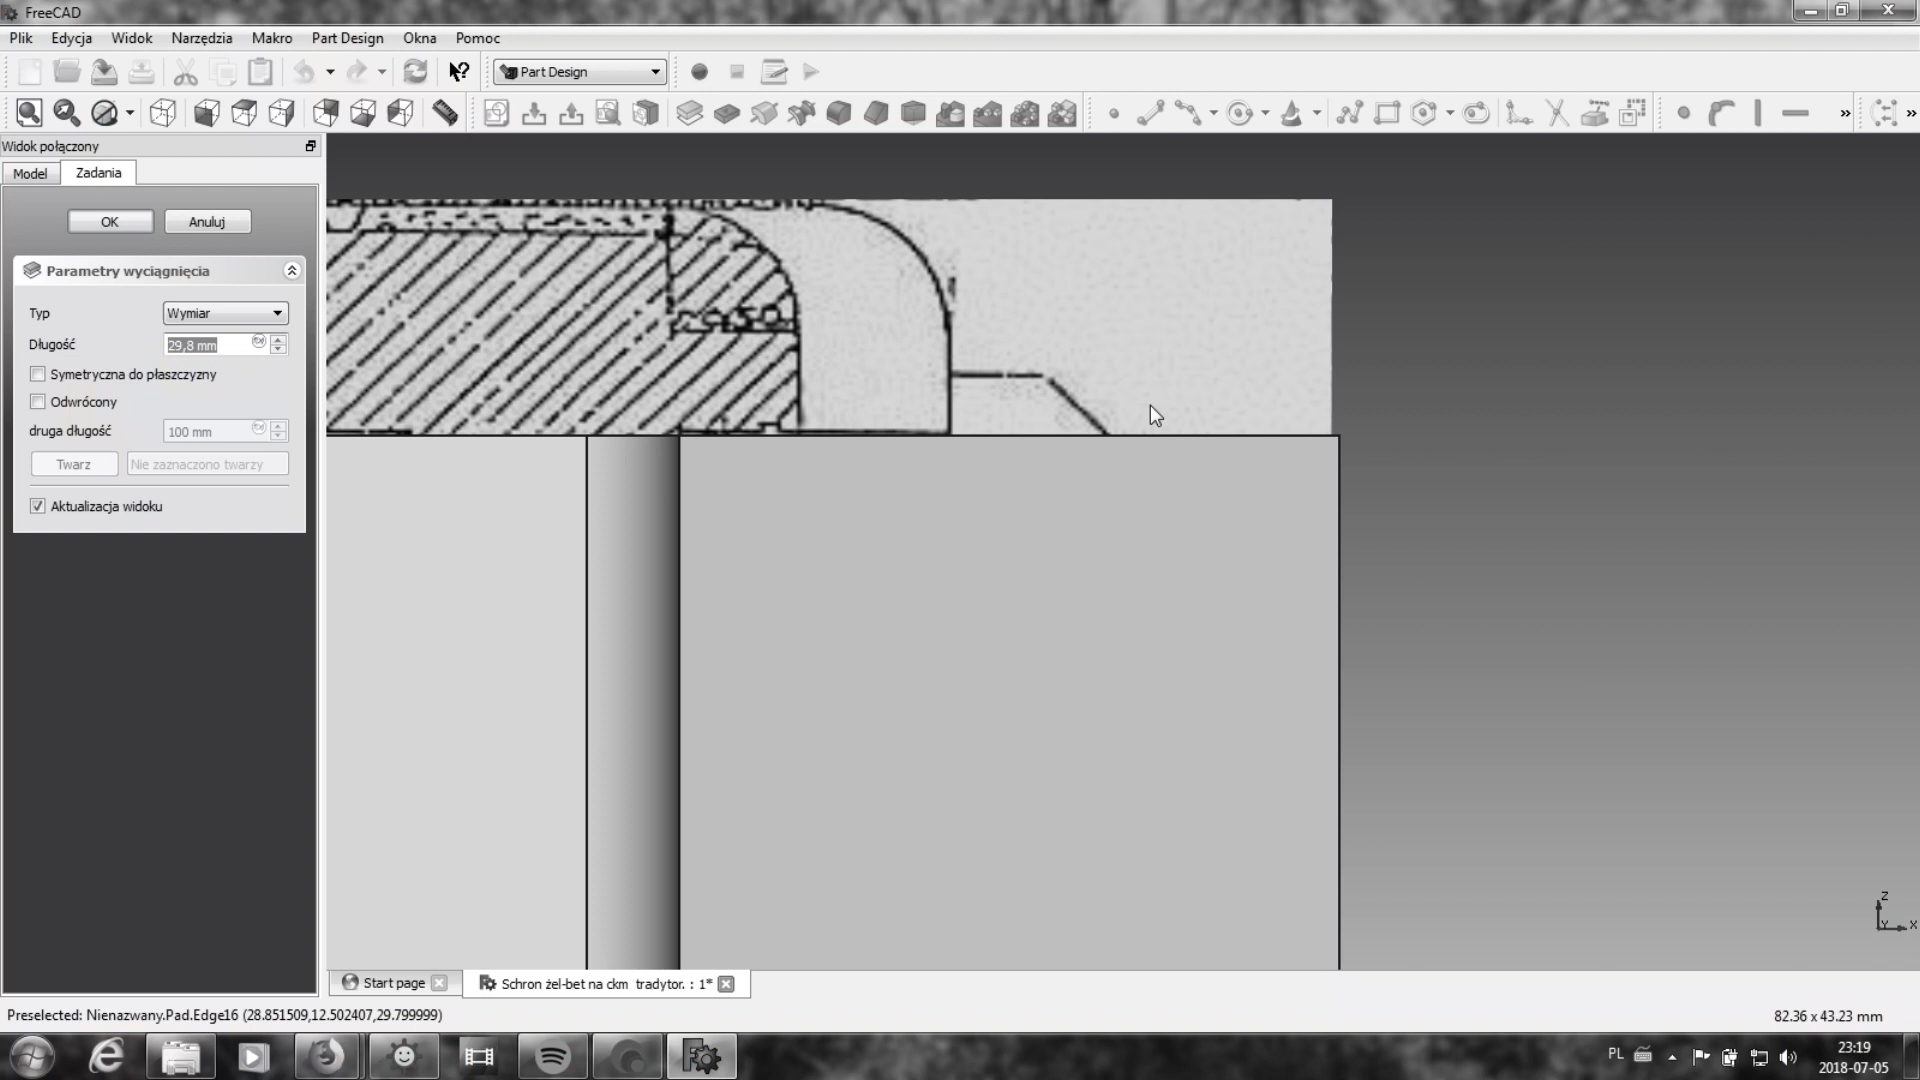 FreeCAD
Plik Edycja Widok Narzędzia Makro Part Design Okna Pomoc
Part Design
Widok połączony
Model Zadania
OK Anuluj
Parametry wyciągnięcia
Typ Wymiar
Długość 29,8 mm
Symetryczna do płaszczyzny
Odwrócony
druga długość 100 mm
Twarz Nie zaznaczono twarzy
Aktualizacja widoku
Z
Y X
Start page Schron żel-bet na ckm tradytor. : 1*
Preselected: Nienazwany.Pad.Edge16 (28.851509,12.502407,29.799999) 82.36 x 43.23 mm
PL 23:19
2018-07-05